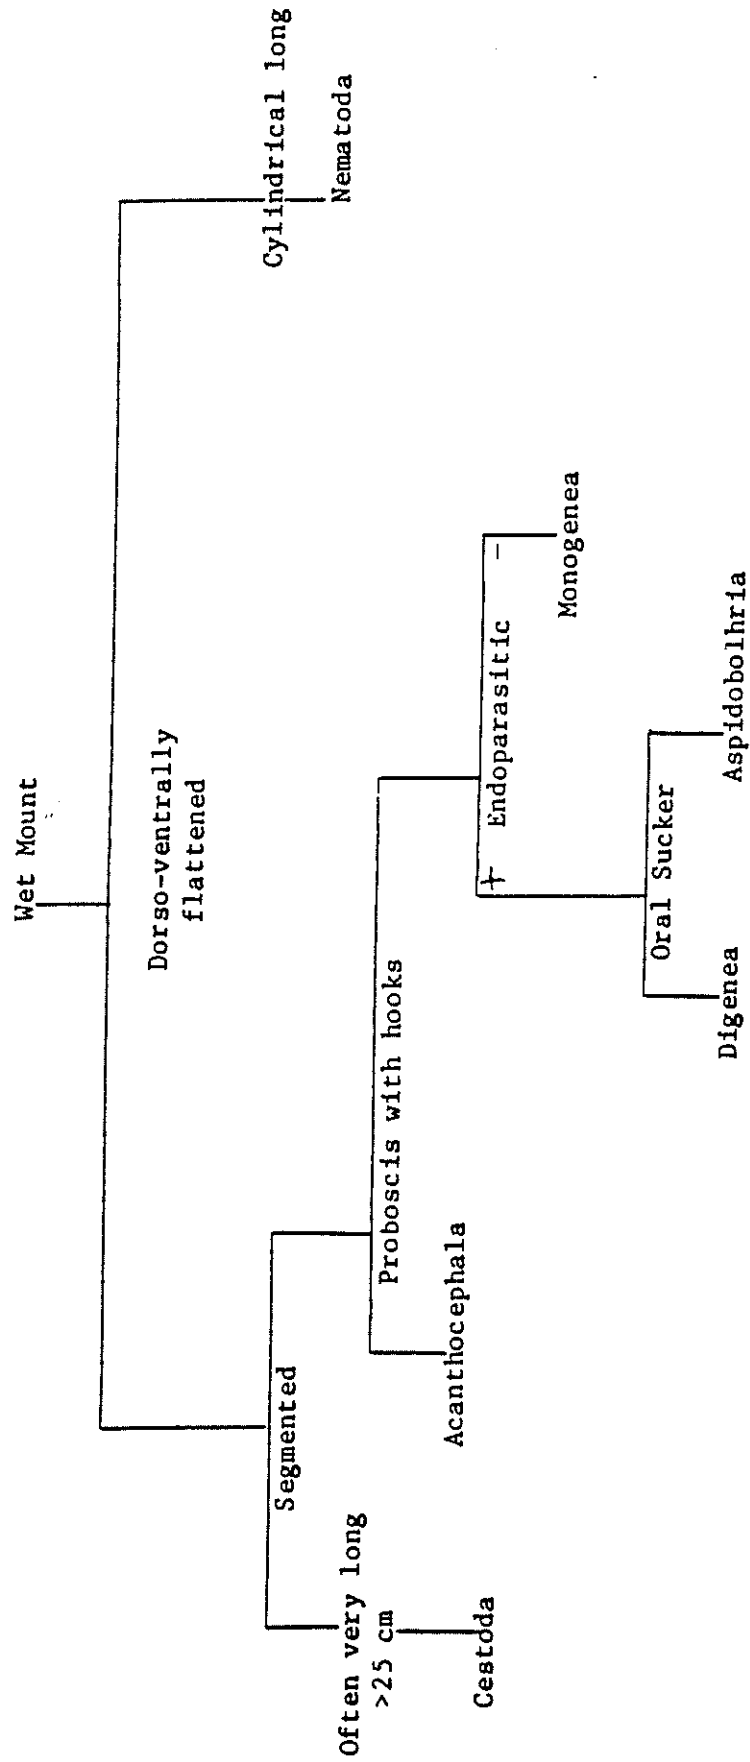 Wet Mount
Dorso-ventrally
flattened
Cylindrical long
Nematoda
Segmented
Often very long
>25 cm
Cestoda
Proboscis with hooks
Acanthocephala
+ Endoparasitic -
Monogenea
Oral Sucker
Digenea
Aspidobolhria